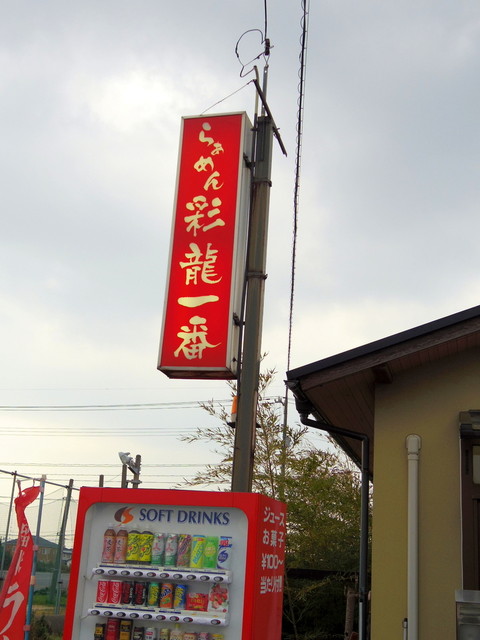 らぁめん
彩龍一番
SOFT DRINKS
ジュース
お菓子
¥100～
当たり付
ラ